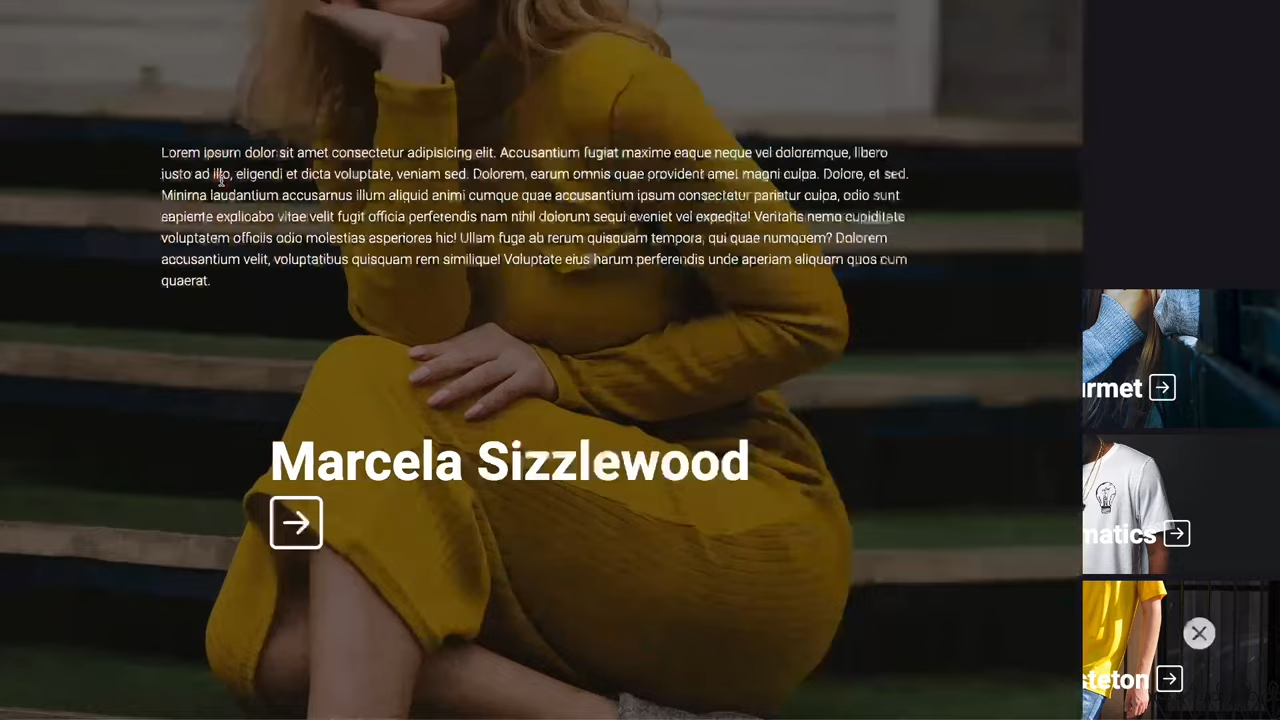 Lorem ipsum dolor sit amet consectetur adipisicing elit. Accusantium fugiat maxime eaque neque vel doloremque, libero
iusto ad illo, eligendi et dicta voluptate, veniam sed. Dolorem, earum omnis quae provident amet magni culpa. Dolore, et sed.
Minima laudantium accusamus illum aliquid animi cumque quae accusantium ipsum consectetur pariatur culpa, odio sunt
sapiente explicabo vitae velit fugit officia perferendis nam nihil dolorum sequi eveniet vel expedita! Veritatis nemo cupiditate
voluptatem officiis odio molestias asperiores hic! Ullam fuga ab rerum quisquam tempora, qui quae numquam? Dolorem
accusantium velit, voluptatibus quisquam rem similique! Voluptate eius harum perferendis unde aperiam aliquam quos cum
quaerat.
Marcela Sizzlewood
urmet
matics
steton